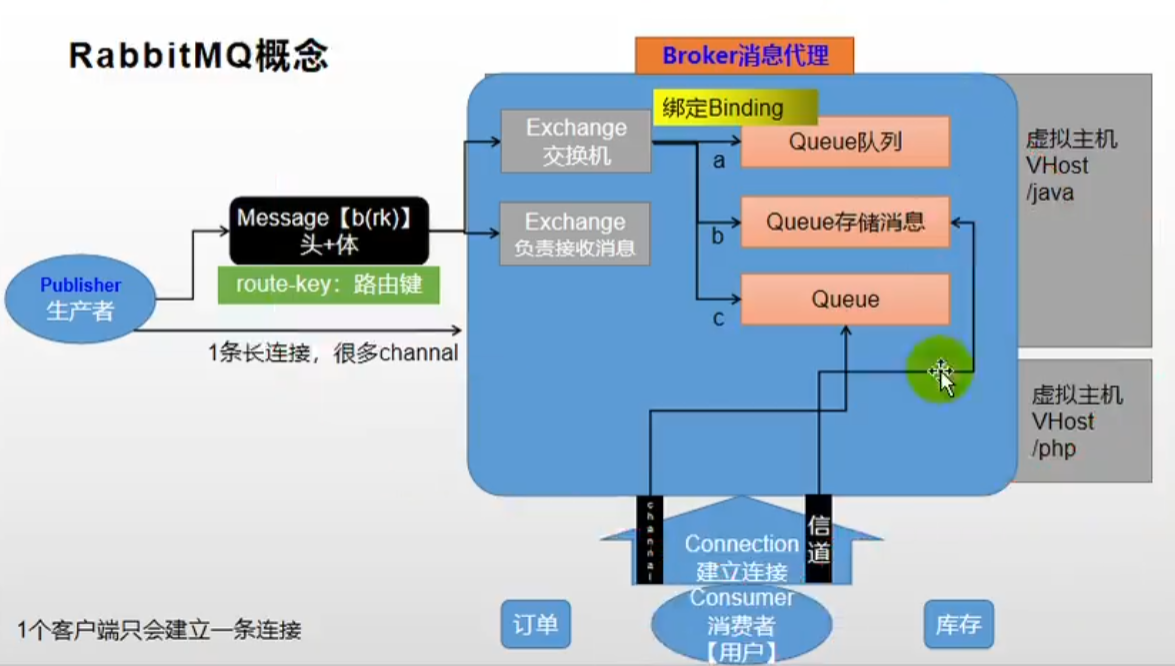 RabbitMQ概念
Broker消息代理
绑定Binding
Exchange
交换机
a
Queue队列
虚拟主机
VHost
/java
Message【b(rk)】
头+体
Exchange
负责接收消息
b
Queue存储消息
route-key：路由键
Publisher
生产者
Queue
c
1条长连接，很多channal
虚拟主机
VHost
/php
channal
信道
Connection
建立连接
Consumer
消费者
【用户】
订单
库存
1个客户端只会建立一条连接